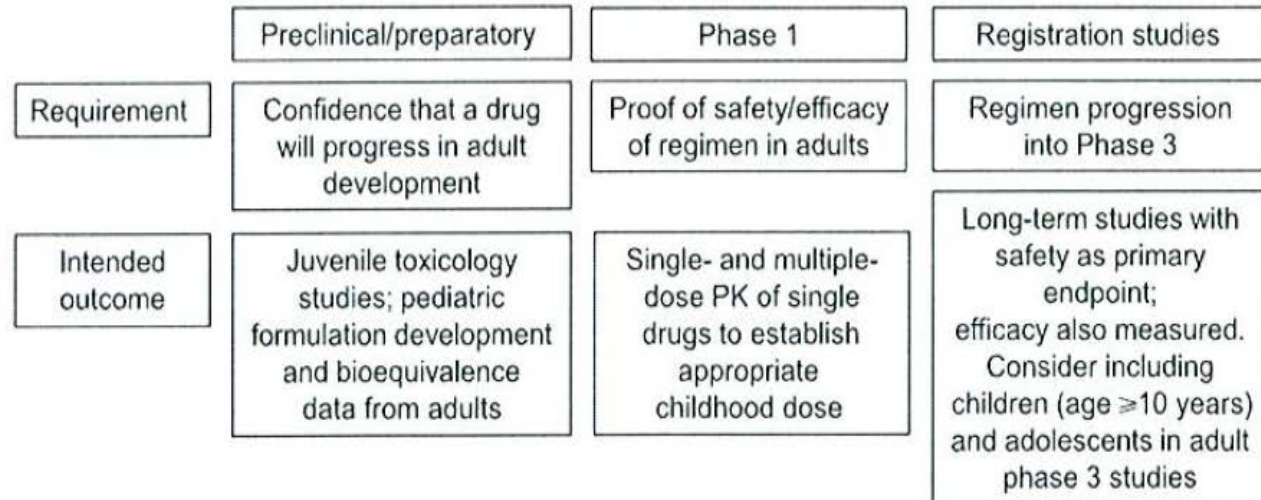 Preclinical/preparatory
Phase 1
Registration studies
Requirement
Confidence that a drug
will progress in adult
development
Proof of safety/efficacy
of regimen in adults
Regimen progression
into Phase 3
Intended
outcome
Juvenile toxicology
studies; pediatric
formulation development
and bioequivalence
data from adults
Single- and multiple-
dose PK of single
drugs to establish
appropriate
childhood dose
Long-term studies with
safety as primary
endpoint;
efficacy also measured.
Consider including
children (age ⩾10 years)
and adolescents in adult
phase 3 studies